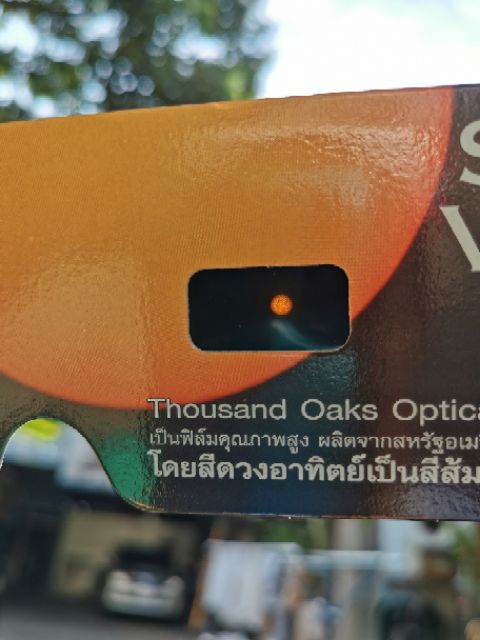 S
V
Thousand Oaks Optica
เป็นฟิล์มคุณภาพสูง ผลิตจากสหรัฐอเม
โดยสีดวงอาทิตย์เป็นสีส้ม